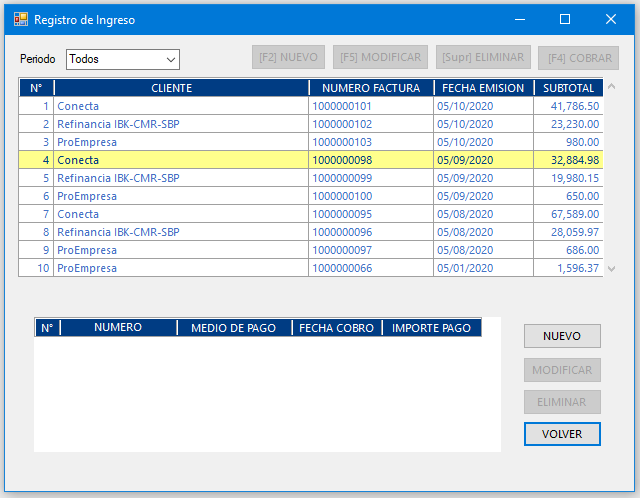 Registro de Ingreso
Periodo Todos [F2] NUEVO [F5] MODIFICAR [Supr] ELIMINAR [F4] COBRAR
N° CLIENTE NUMERO FACTURA FECHA EMISION SUBTOTAL
1 Conecta 1000000101 05/10/2020 41,786.50
2 Refinancia IBK-CMR-SBP 1000000102 05/10/2020 23,230.00
3 ProEmpresa 1000000103 05/10/2020 980.00
4 Conecta 1000000098 05/09/2020 32,884.98
5 Refinancia IBK-CMR-SBP 1000000099 05/09/2020 19,980.15
6 ProEmpresa 1000000100 05/09/2020 650.00
7 Conecta 1000000095 05/08/2020 67,589.00
8 Refinancia IBK-CMR-SBP 1000000096 05/08/2020 28,059.97
9 ProEmpresa 1000000097 05/08/2020 686.00
10 ProEmpresa 1000000066 05/01/2020 1,596.37
N° NUMERO MEDIO DE PAGO FECHA COBRO IMPORTE PAGO
NUEVO
MODIFICAR
ELIMINAR
VOLVER